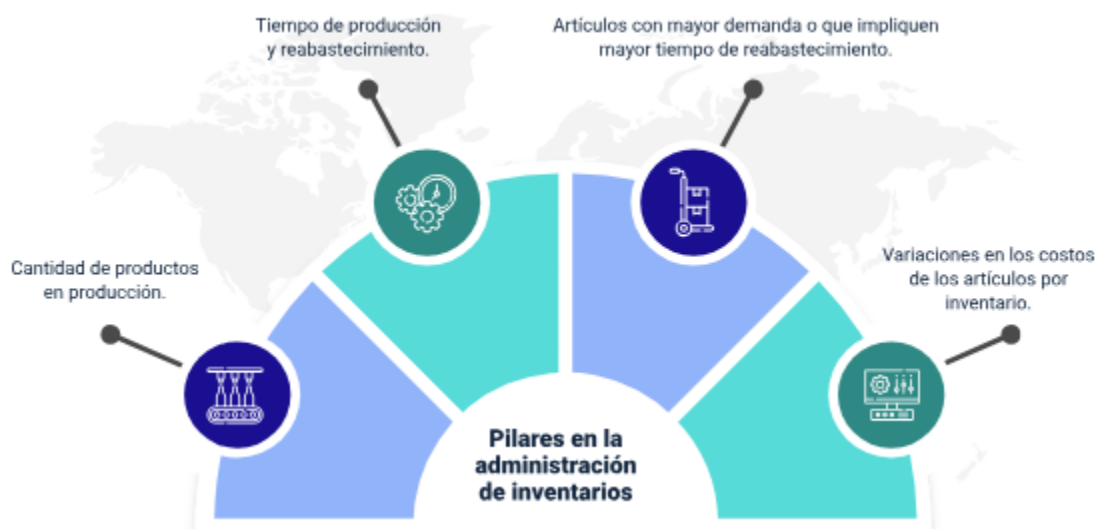 Tiempo de producción
y reabastecimiento.
Artículos con mayor demanda o que impliquen
mayor tiempo de reabastecimiento.
Cantidad de productos
en producción.
Variaciones en los costos
de los artículos por
inventario.
Pilares en la
administración
de inventarios